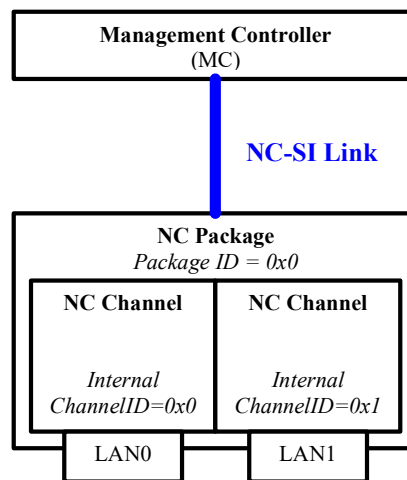 Management Controller
(MC)
NC-SI Link
NC Package
Package ID = 0x0
NC Channel
NC Channel
Internal
ChannelID=0x0
Internal
ChannelID=0x1
LAN0
LAN1